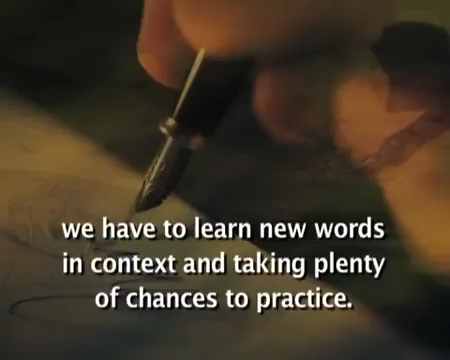 we have to learn new words
in context and taking plenty
of chances to practice.